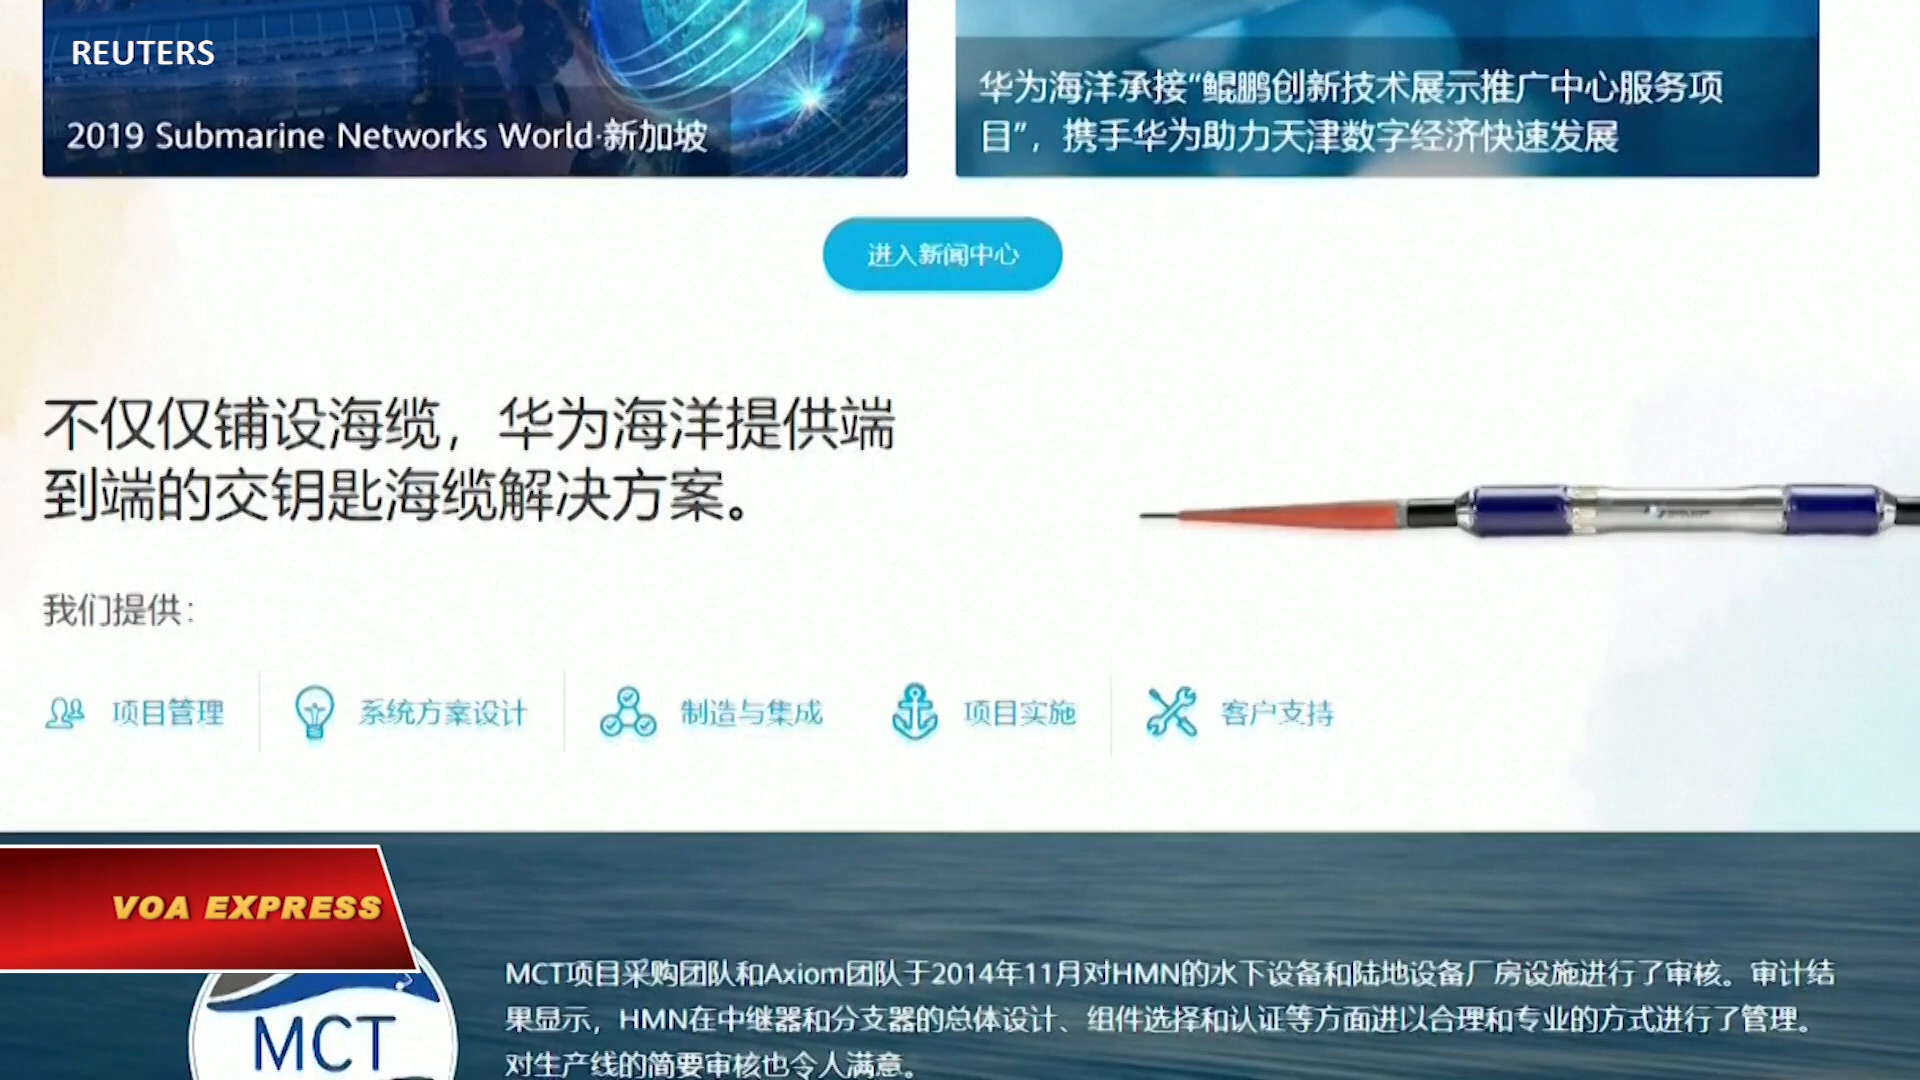 REUTERS
2019 Submarine Networks World·新加坡
华为海洋承接“鲲鹏创新技术展示推广中心服务项
目”，携手华为助力天津数字经济快速发展
进入新闻中心
不仅仅铺设海缆，华为海洋提供端
到端的交钥匙海缆解决方案。
我们提供：
项目管理
系统方案设计
制造与集成
项目实施
客户支持
VOA EXPRESS
MCT
MCT项目采购团队和Axiom团队于2014年11月对HMN的水下设备和陆地设备厂房设施进行了审核。审计结
果显示，HMN在中继器和分支器的总体设计、组件选择和认证等方面进以合理和专业的方式进行了管理。
对生产线的简要审核也令人满意。